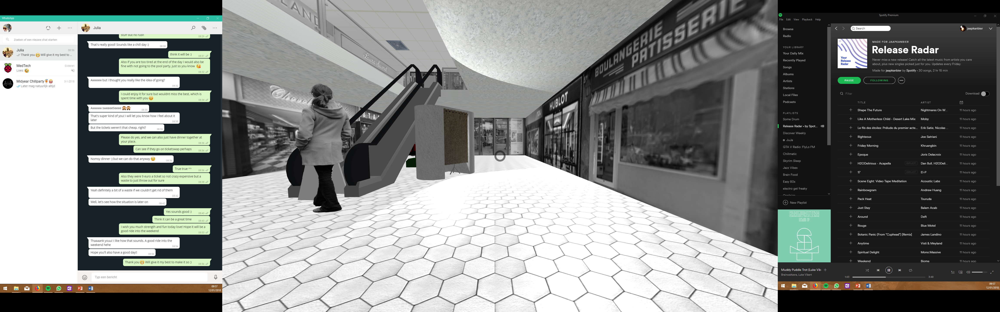 WhatsApp
Julia
Zoeken of een nieuwe chat starten
Julia 08:56
Thank you 😁 Will give it my best to ...
MedTech Gisteren
Loes: 🤣
Midyear Chillparty 3-1-2018
Later mag natuurlijk altijd
stuff but no rush 08:29
That's really good! Sounds like a chill day :) 08:30
think it will be :) 08:31
Also if you are too tired at the end of the day I would also be
fine with not going to the pool party, just so you know 😘
08:32
Awwww but I thought you really like the idea of going?
08:32
I could enjoy it for sure but wouldnt miss the best, which is
spent time with you 😊 08:34
Awwww sweeeetieeee 🙈🙈 08:35
That's super kind of you! I will let you know how I feel about it
later 08:35
But the tickets weren't that cheap, right? 08:36
Please do yes, and we can also just have dinner together at
your place. 08:36
Can see if they go on ticketswap perhaps 08:36
Nomsy dinner :) but we can do that anyway 😉 08:36
True true ^^ 08:36
Also they were 9 euro a ticket so not crazy expensive but a
waste to just throw out for sure 08:38
Yeah definitely a bit of a waste if we couldn't get rid of them
08:42
Well, let's see how the situation is later on 08:42
Yes sounds good :) 08:43
Think it can be a great time 08:43
I wish you much strength and fun today love! Hope it will be a
good ride into the weekend 08:53
Thaaaank youu! I like how that sounds. A good ride into the
weekend hehe 08:54
Hope you'll also have a good day!! 08:54
Thank you 😁 Will give it my best to make it so ;) 08:56
Typ een bericht
09:57
12/01/2018
LAND
Laura Lund
STAR
BOULANGERIE
PATISSERIE
BOULANGERIE
HUBLOT
Spotify Premium
File Edit View Playback Help
Browse
Radio
YOUR LIBRARY
Your Daily Mix
Recently Played
Songs
Albums
Artists
Stations
Local Files
Podcasts
PLAYLISTS
Some Drum
Release Radar • by Spot...
Discover Weekly
JuJa
GTA V Radio: FlyLo FM
Chillmatic
Skyrim Sleep
Jazz Vibes
Brain Food
Easy 80s
electro get freaky
New Playlist
BRAINWALTZERA
Muddy Puddle Trot (Luke Vib
Brainwaltzera, Luke Vibert
Search
jaapkanbier
Your
Release
Radar
MADE FOR JAAPKANBIER
Release Radar
Never miss a new release! Catch all the latest music from artists you care
about, plus new singles picked just for you. Updates every Friday.
Made for jaapkanbier by Spotify • 30 songs, 2 hr 15 min
PAUSE FOLLOWING
Filter Download
TITLE ARTIST
Shape The Future Nightmares On W... 11 hours ago
Like A Motherless Child - Desert Lake Mix Moby 11 hours ago
Le fils des étoiles: Prélude du premier acte... Erik Satie, Nicolas ... 11 hours ago
Righteous Joe Satriani 11 hours ago
Friday Morning Khruangbin 11 hours ago
Epoque Joris Delacroix 11 hours ago
H2ODelirious - Acapella EXPLICIT Dan Bull, H2ODeli... 11 hours ago
17 EXPLICIT El-P 11 hours ago
Scene Eight: Video Tape Meditation Acoustic Labs 11 hours ago
Rainbowgram Andrew Huang 11 hours ago
Pack Heat Tsuruda 11 hours ago
Just Stay Balam Acab 11 hours ago
Around Deft 11 hours ago
Rouge Blue Motel 11 hours ago
Botanic Panic (From "Cuphead") [Remix] James Landino 11 hours ago
Anytime Visti & Meyland 11 hours ago
Spiritual Delight Mono:Massive 11 hours ago
Weekend Biome 11 hours ago
1:43 3:48
09:57
12/01/2018